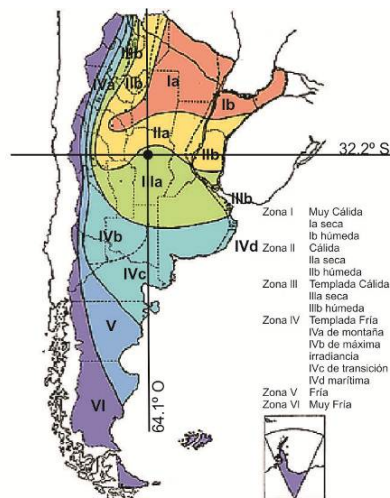 IIIb
IVa
IIb
Ia
Ib
IIa
IIb
32.2° S
IIIa
IIIb
IVb
IVd
IVc
V
64.1° O
VI
Zona I Muy Cálida
Ia seca
Ib húmeda
Zona II Cálida
IIa seca
IIb húmeda
Zona III Templada Cálida
IIIa seca
IIIb húmeda
Zona IV Templada Fría
IVa de montaña
IVb de máxima
irradiancia
IVc de transición
IVd marítima
Zona V Fría
Zona VI Muy Fría